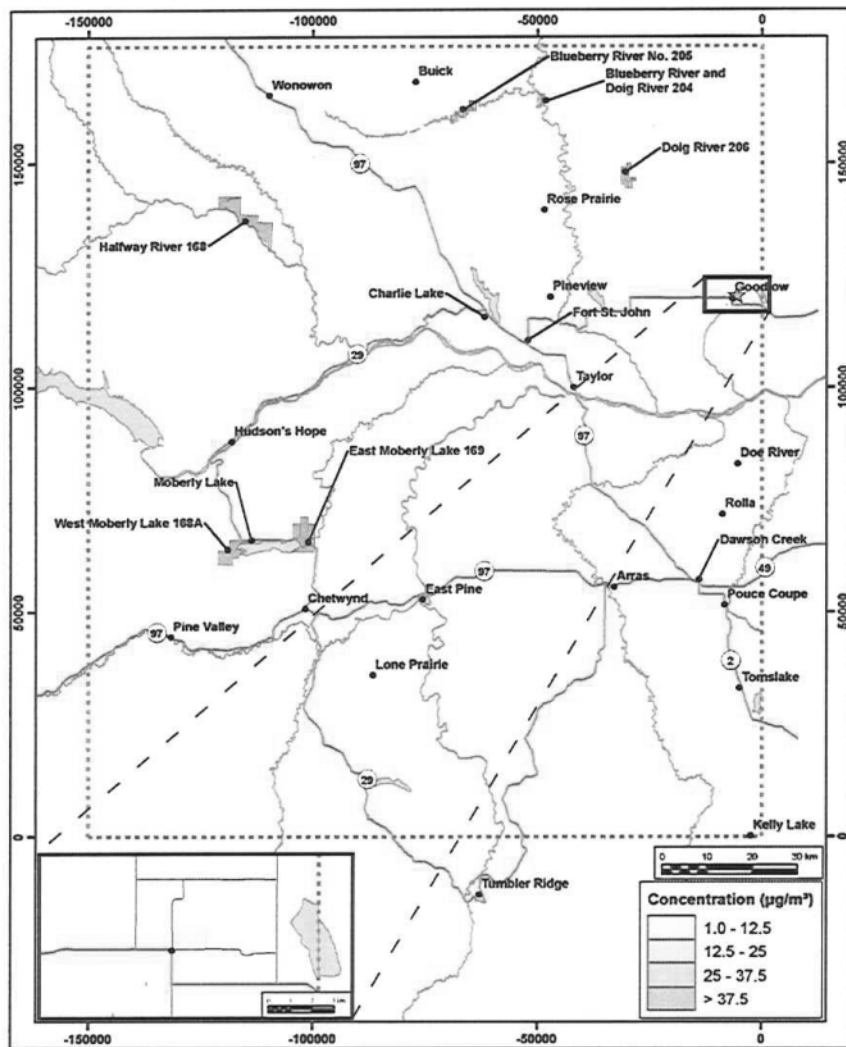 -150000
-100000
-50000
0
Blueberry River No. 205
Buick
Blueberry River and
Doig River 204
Wonowon
150000
97
150000
Doig River 206
Rose Prairie
Halfway River 168
Pineview
Goodlow
Charlie Lake
Fort St. John
29
Taylor
100000
100000
Hudson's Hope
97
East Moberly Lake 169
Doe River
Moberly Lake
Rolla
West Moberly Lake 168A
Dawson Creek
97
49
Arras
Chetwynd
East Pine
Pouce Coupe
50000
50000
97
Pine Valley
Lone Prairie
2
Tomslake
29
0
Kelly Lake
0
0 10 20 30 km
Tumbler Ridge
Concentration (µg/m³)
1.0 - 12.5
12.5 - 25
25 - 37.5
> 37.5
-150000
-100000
-50000
0